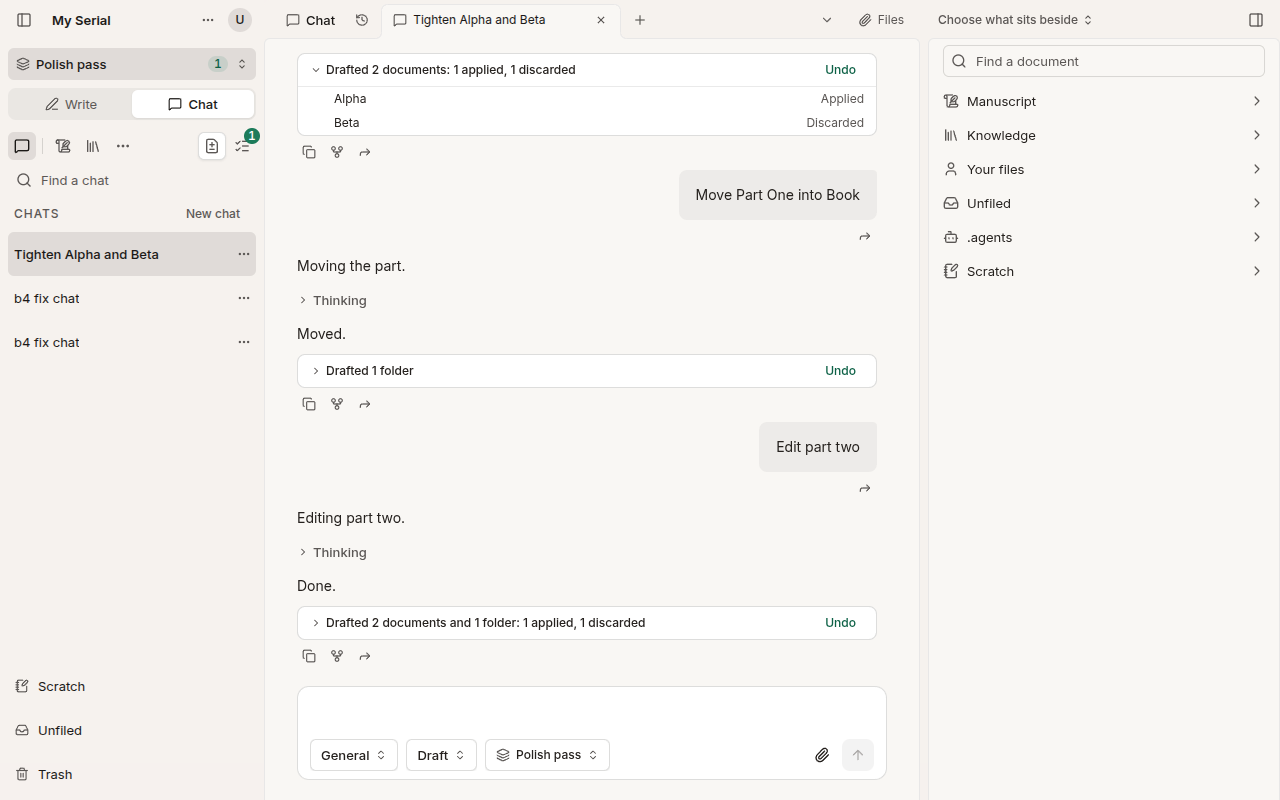 My Serial
U
Chat
Tighten Alpha and Beta
Files
Choose what sits beside
Polish pass
1
Write
Chat
1
Find a chat
CHATS
New chat
Tighten Alpha and Beta
b4 fix chat
b4 fix chat
Scratch
Unfiled
Trash
Drafted 2 documents: 1 applied, 1 discarded
Undo
Alpha
Applied
Beta
Discarded
Move Part One into Book
Moving the part.
Thinking
Moved.
Drafted 1 folder
Undo
Edit part two
Editing part two.
Thinking
Done.
Drafted 2 documents and 1 folder: 1 applied, 1 discarded
Undo
General
Draft
Polish pass
Find a document
Manuscript
Knowledge
Your files
Unfiled
.agents
Scratch